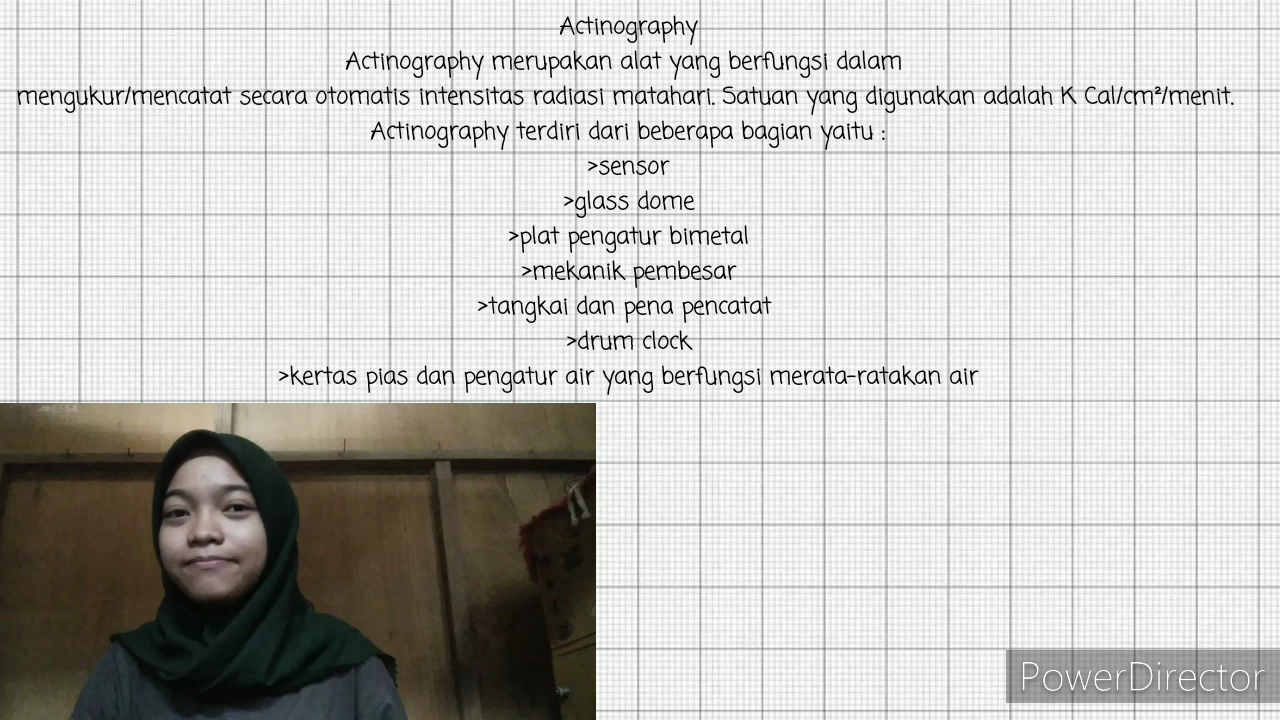 Actinography
Actinography merupakan alat yang berfungsi dalam
mengukur/mencatat secara otomatis intensitas radiasi matahari. Satuan yang digunakan adalah K Cal/cm²/menit.
Actinography terdiri dari beberapa bagian yaitu :
>sensor
>glass dome
>plat pengatur bimetal
>mekanik pembesar
>tangkai dan pena pencatat
>drum clock
>kertas pias dan pengatur air yang berfungsi merata-ratakan air
PowerDirector